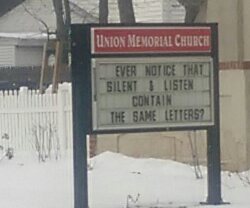 UNION MEMORIAL CHURCH
EVER NOTICE THAT
SILENT & LISTEN
CONTAIN
THE SAME LETTERS?